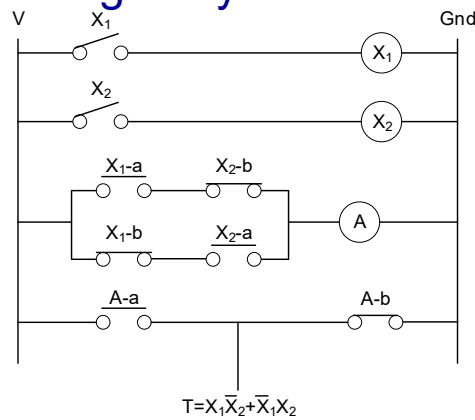 V
Gnd
X₁
X₁
X₂
X₂
X₁-a
X₂-b
A
X₁-b
X₂-a
A-a
A-b
T=X₁X̅₂+X̅₁X₂